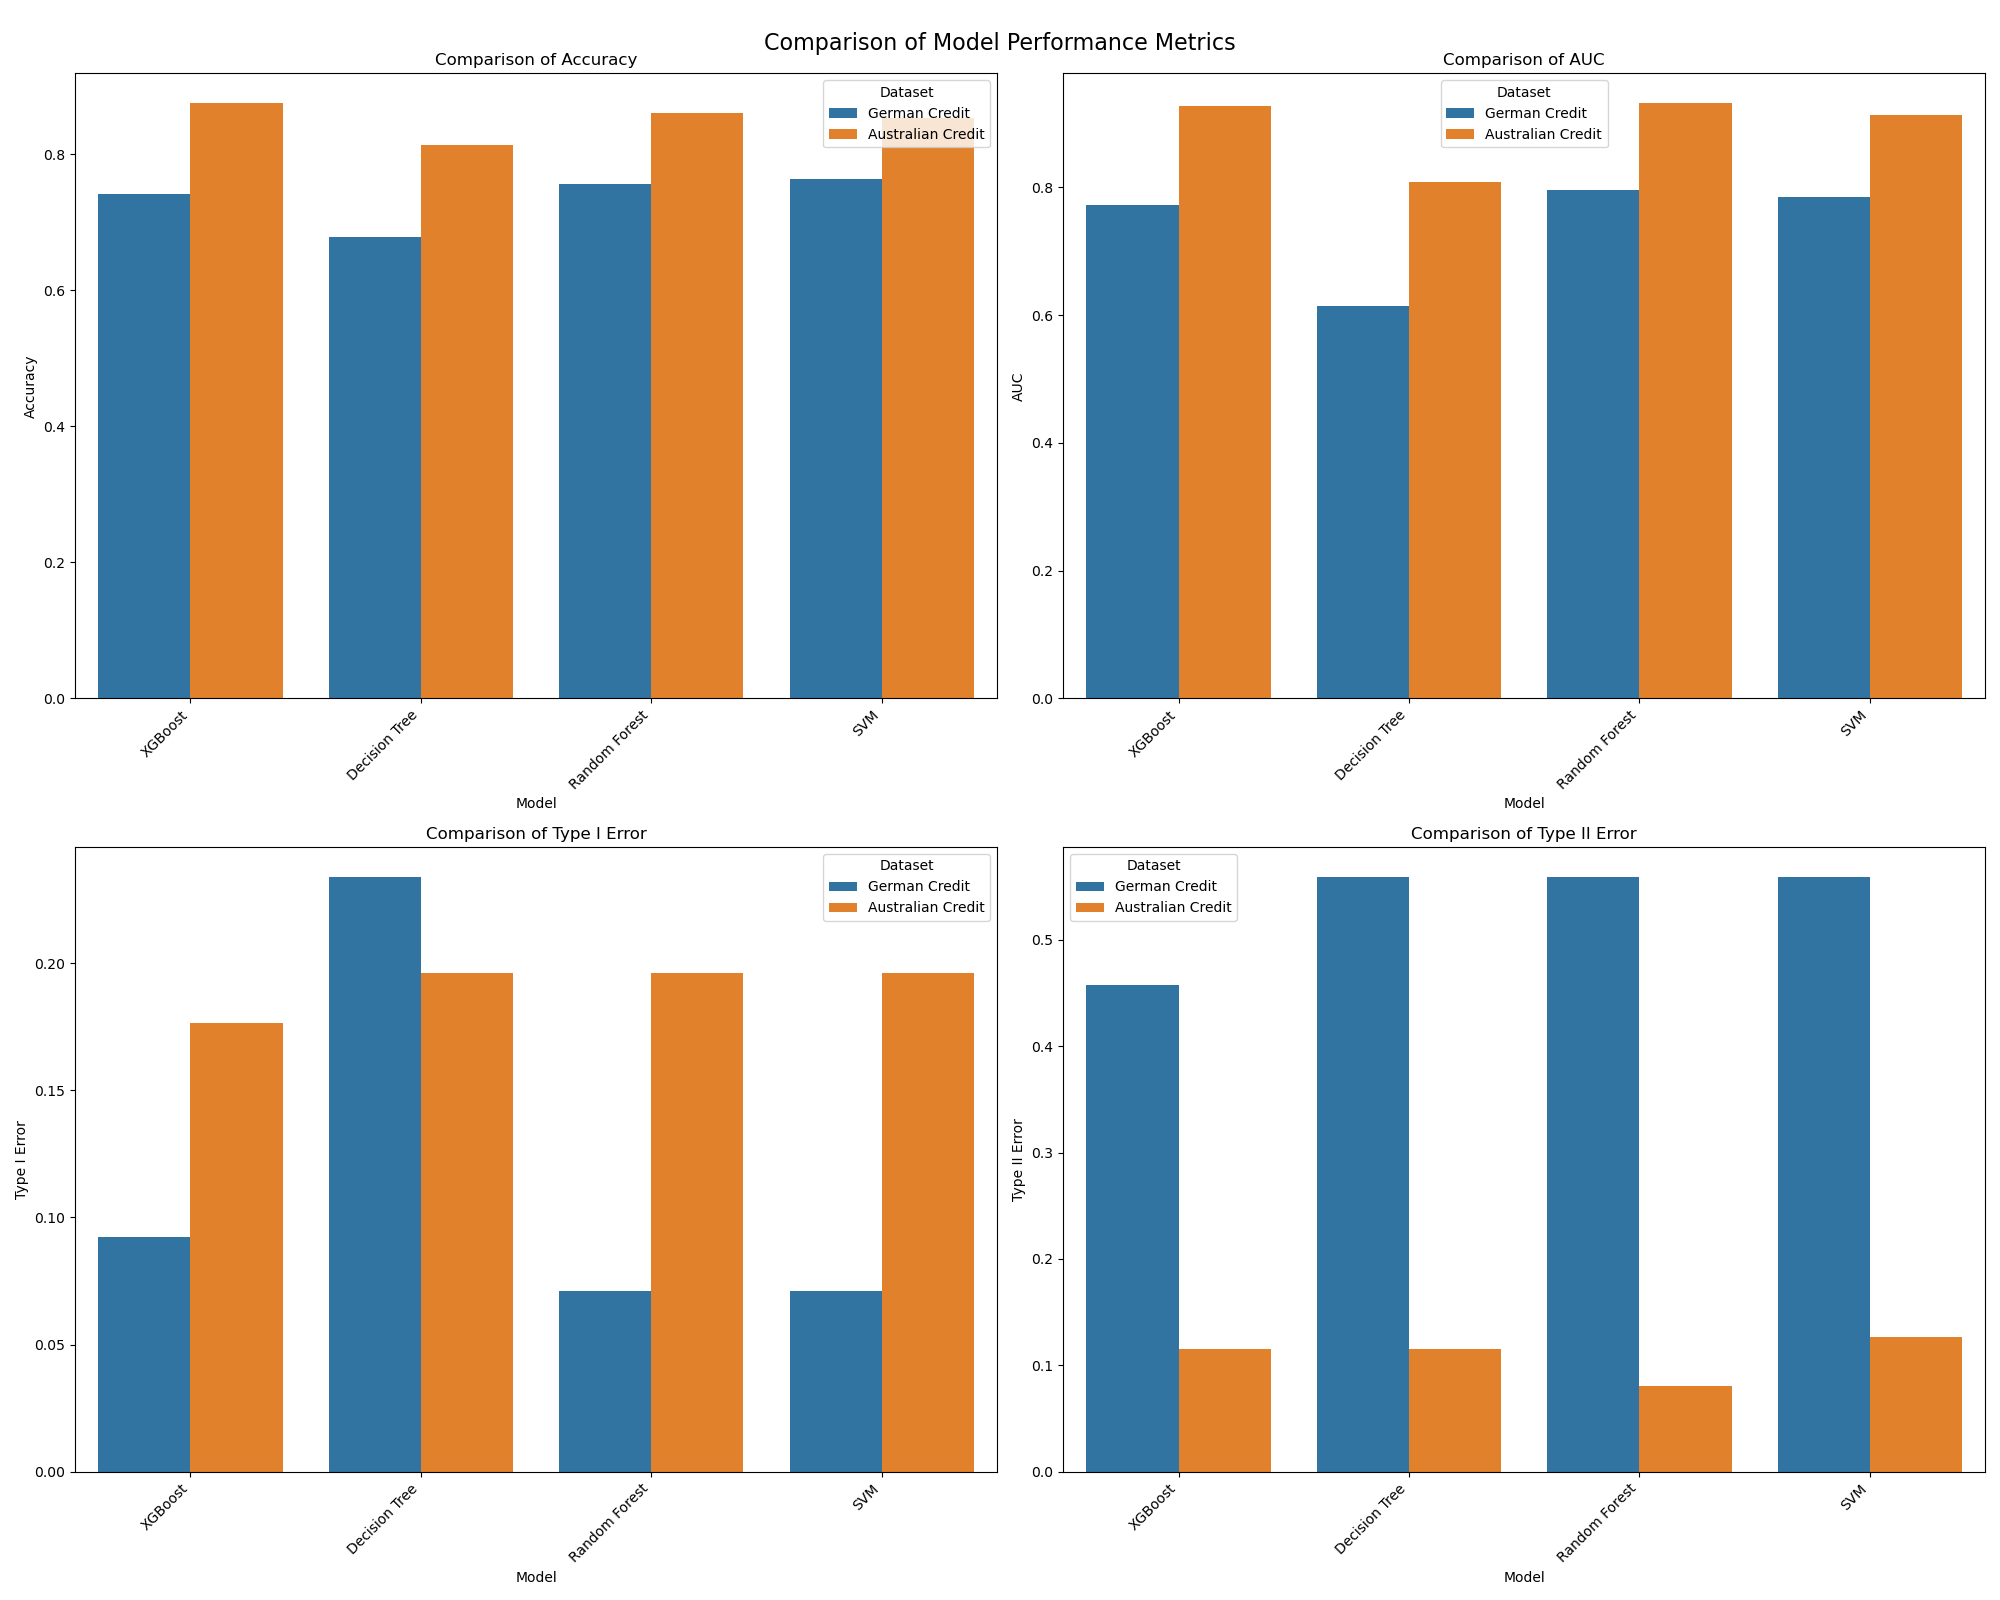 Comparison of Model Performance Metrics
Comparison of Accuracy
Dataset
German Credit
Australian Credit
Accuracy
0.8
0.6
0.4
0.2
0.0
XGBoost
Decision Tree
Random Forest
SVM
Model
Comparison of AUC
Dataset
German Credit
Australian Credit
AUC
0.8
0.6
0.4
0.2
0.0
XGBoost
Decision Tree
Random Forest
SVM
Model
Comparison of Type I Error
Dataset
German Credit
Australian Credit
Type I Error
0.20
0.15
0.10
0.05
0.00
XGBoost
Decision Tree
Random Forest
SVM
Model
Comparison of Type II Error
Dataset
German Credit
Australian Credit
Type II Error
0.5
0.4
0.3
0.2
0.1
0.0
XGBoost
Decision Tree
Random Forest
SVM
Model